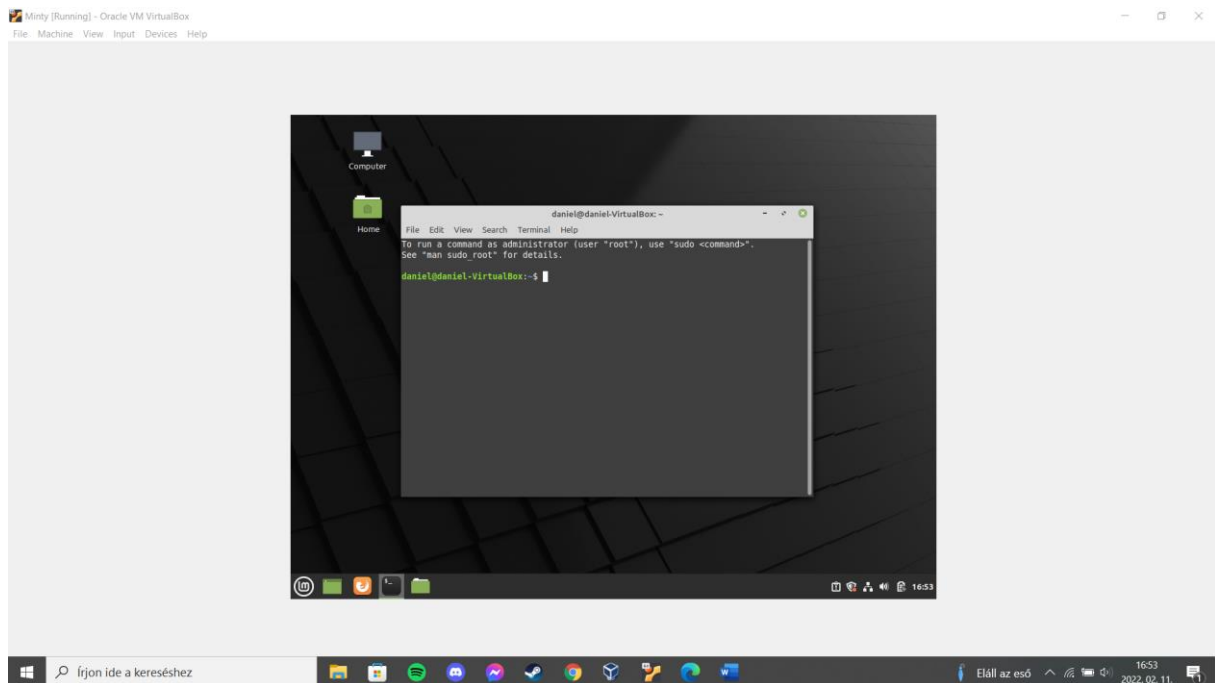 Minty [Running] - Oracle VM VirtualBox
File Machine View Input Devices Help
Computer
Home
daniel@daniel-VirtualBox: ~
File Edit View Search Terminal Help
To run a command as administrator (user "root"), use "sudo <command>".
See "man sudo_root" for details.
daniel@daniel-VirtualBox:~$
16:53
Írjon ide a kereséshez
Eláll az eső
16:53
2022. 02. 11.